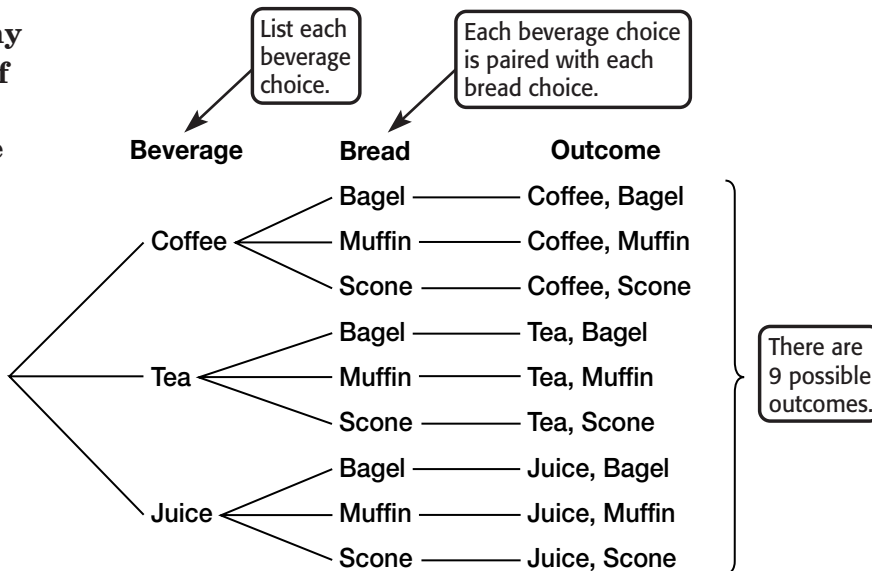 List each
beverage
choice.
Each beverage choice
is paired with each
bread choice.
Beverage Bread Outcome
Bagel Coffee, Bagel
Coffee Muffin Coffee, Muffin
Scone Coffee, Scone
Bagel Tea, Bagel
Tea Muffin Tea, Muffin
Scone Tea, Scone
Bagel Juice, Bagel
Juice Muffin Juice, Muffin
Scone Juice, Scone
There are
9 possible
outcomes.